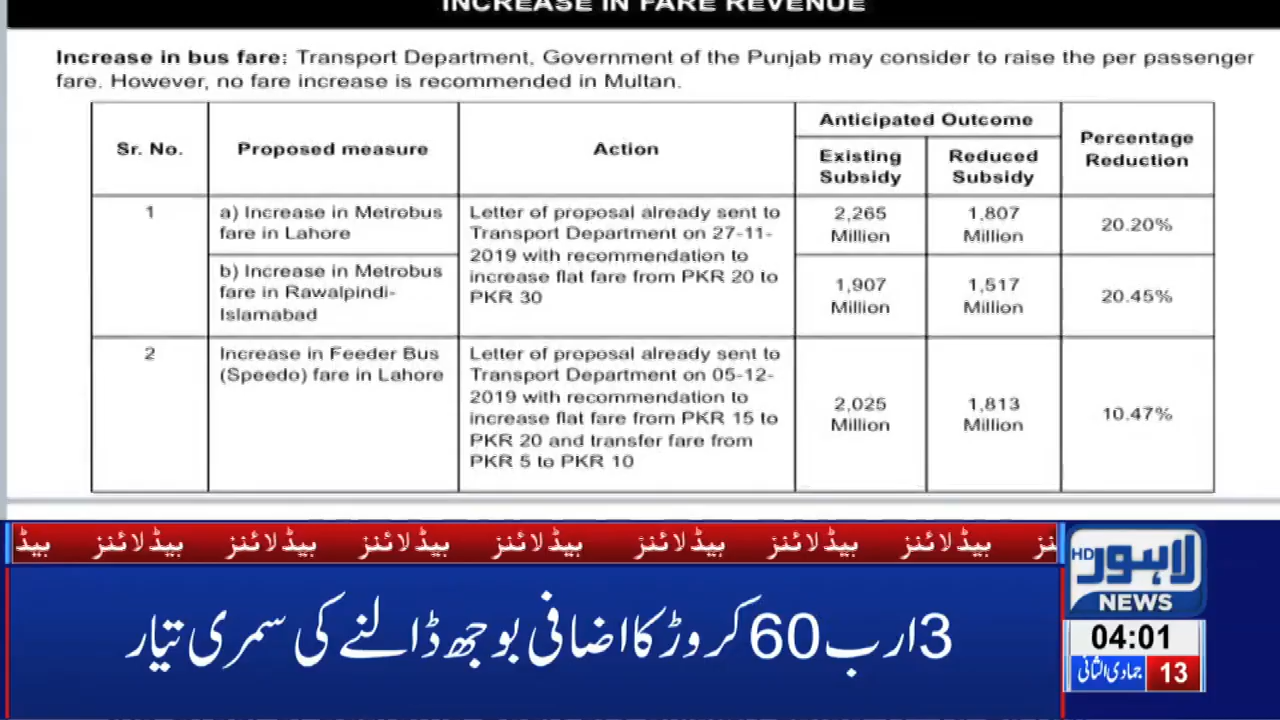 INCREASE IN FARE REVENUE
Increase in bus fare: Transport Department, Government of the Punjab may consider to raise the per passenger
fare. However, no fare increase is recommended in Multan.
Sr. No.
Proposed measure
Action
Anticipated Outcome
Existing
Subsidy
Reduced
Subsidy
Percentage
Reduction
1
a) Increase in Metrobus
fare in Lahore
b) Increase in Metrobus
fare in Rawalpindi-
Islamabad
Letter of proposal already sent to
Transport Department on 27-11-
2019 with recommendation to
increase flat fare from PKR 20 to
PKR 30
2,265
Million
1,807
Million
20.20%
1,907
Million
1,517
Million
20.45%
2
Increase in Feeder Bus
(Speedo) fare in Lahore
Letter of proposal already sent to
Transport Department on 05-12-
2019 with recommendation to
increase flat fare from PKR 15 to
PKR 20 and transfer fare from
PKR 5 to PKR 10
2,025
Million
1,813
Million
10.47%
ہیڈلائنز ہیڈلائنز ہیڈلائنز ہیڈلائنز ہیڈلائنز ہیڈلائنز ہیڈلائنز
3 ارب 60 کروڑ کا اضافی بوجھ ڈالنے کی سمری تیار
لاہور HD
NEWS
04:01
13 جمادی الثانی